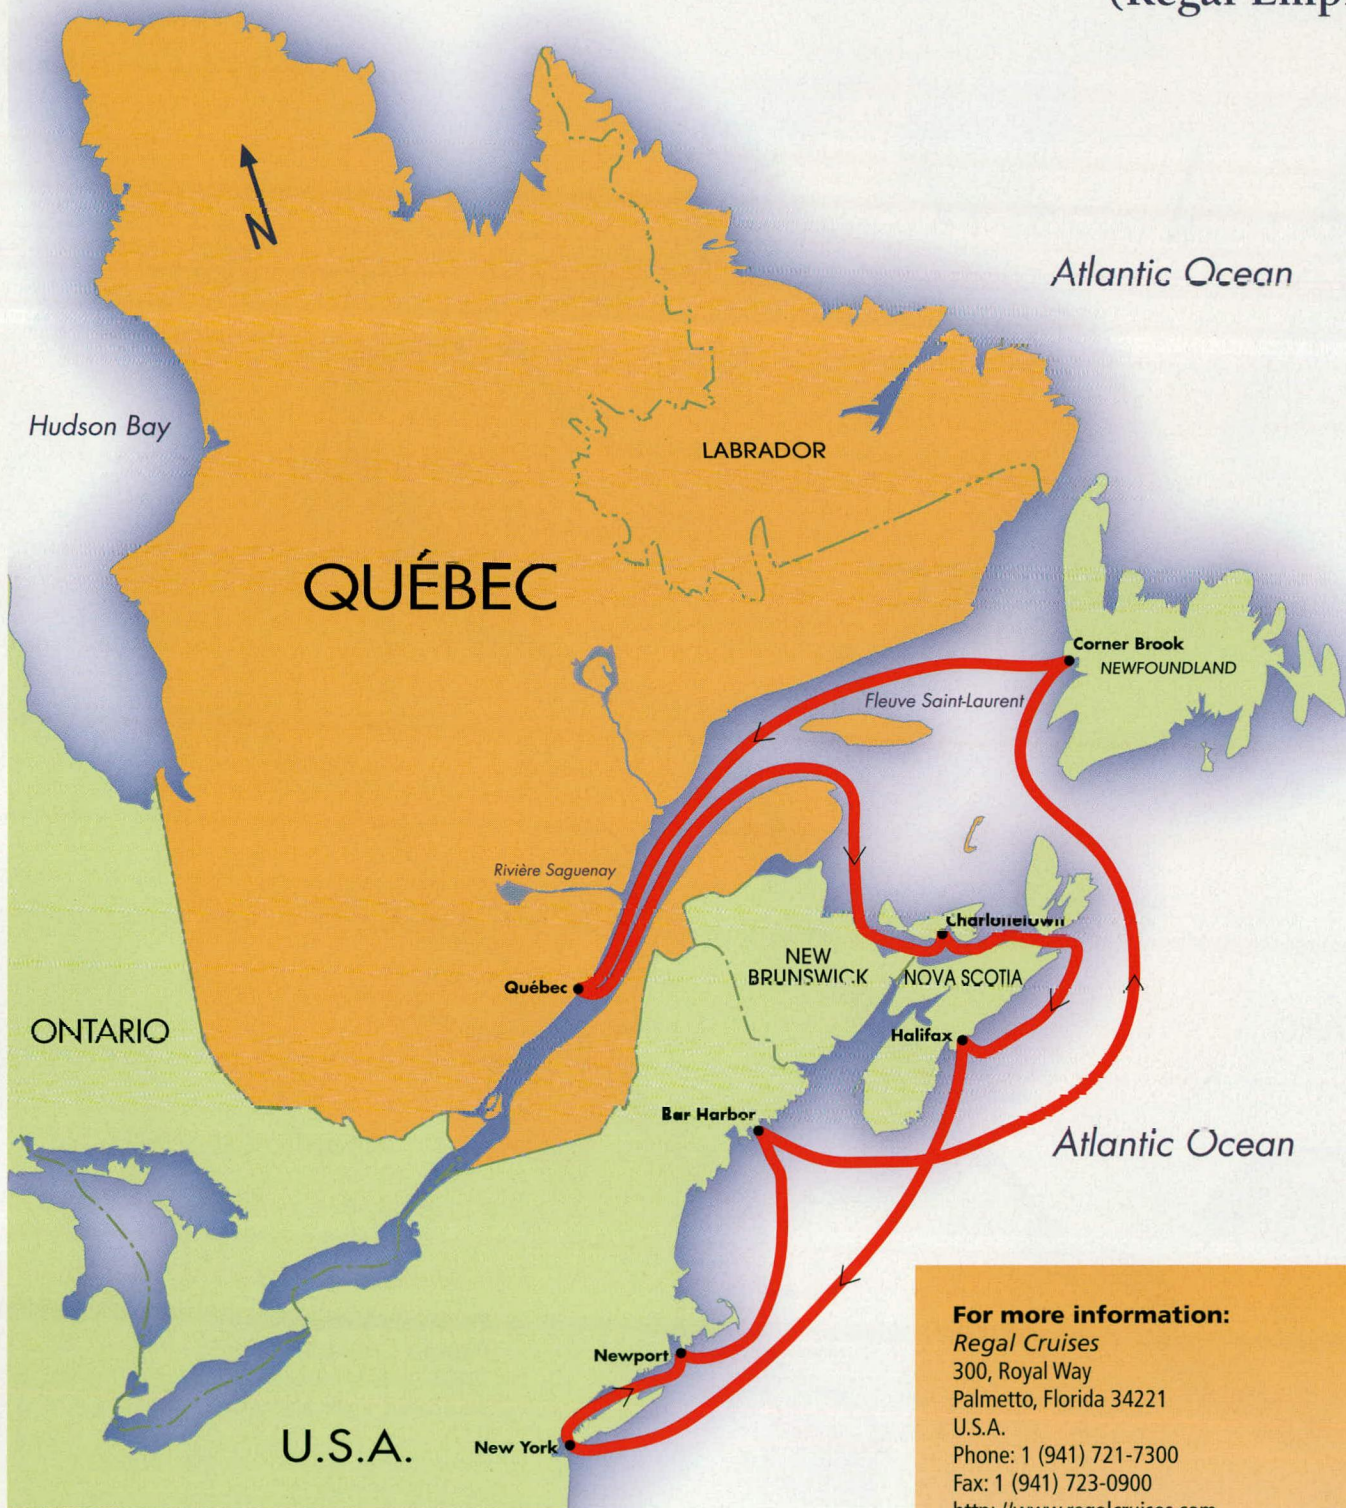 Atlantic Ocean
N
Hudson Bay
LABRADOR
QUÉBEC
Corner Brook
NEWFOUNDLAND
Fleuve Saint-Laurent
Rivière Saguenay
Charlottetown
NEW
BRUNSWICK
NOVA SCOTIA
Québec
ONTARIO
Halifax
Bar Harbor
Atlantic Ocean
Newport
New York
U.S.A.
For more information:
Regal Cruises
300, Royal Way
Palmetto, Florida 34221
U.S.A.
Phone: 1 (941) 721-7300
Fax: 1 (941) 723-0900